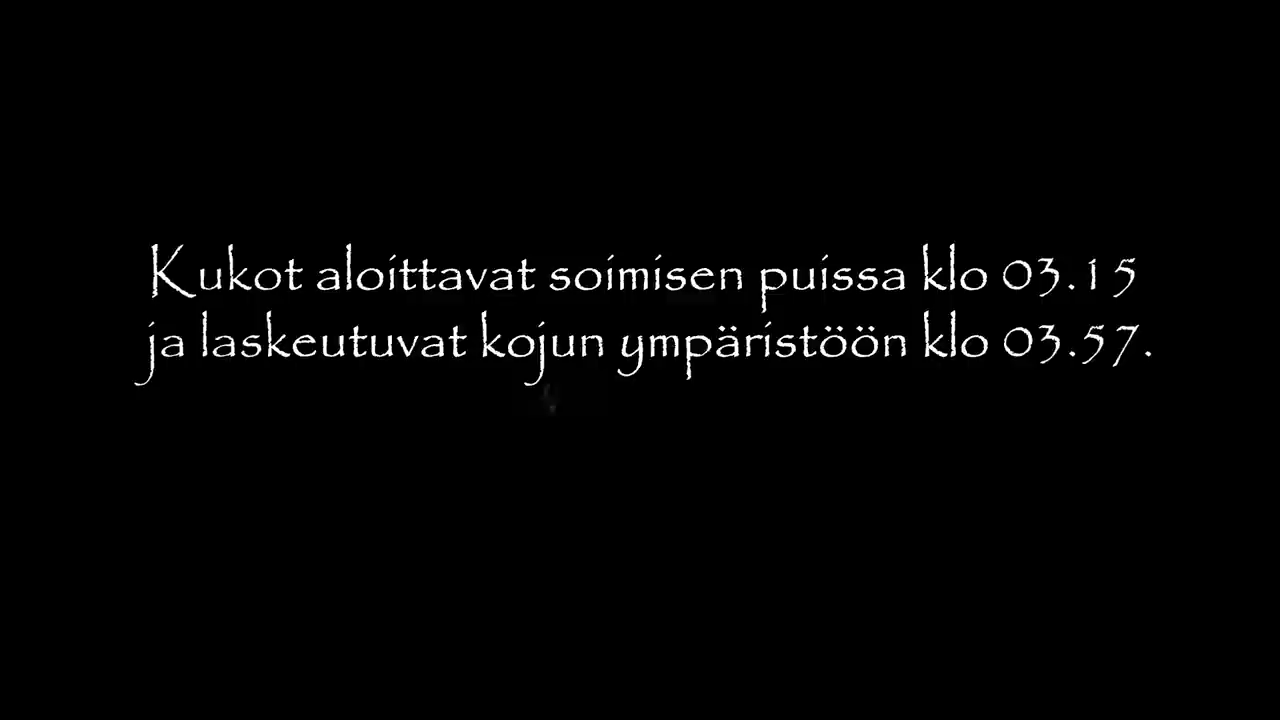 Kukot aloittavat soimisen puissa klo 03.15
ja laskeutuvat kojun ympäristöön klo 03.57.